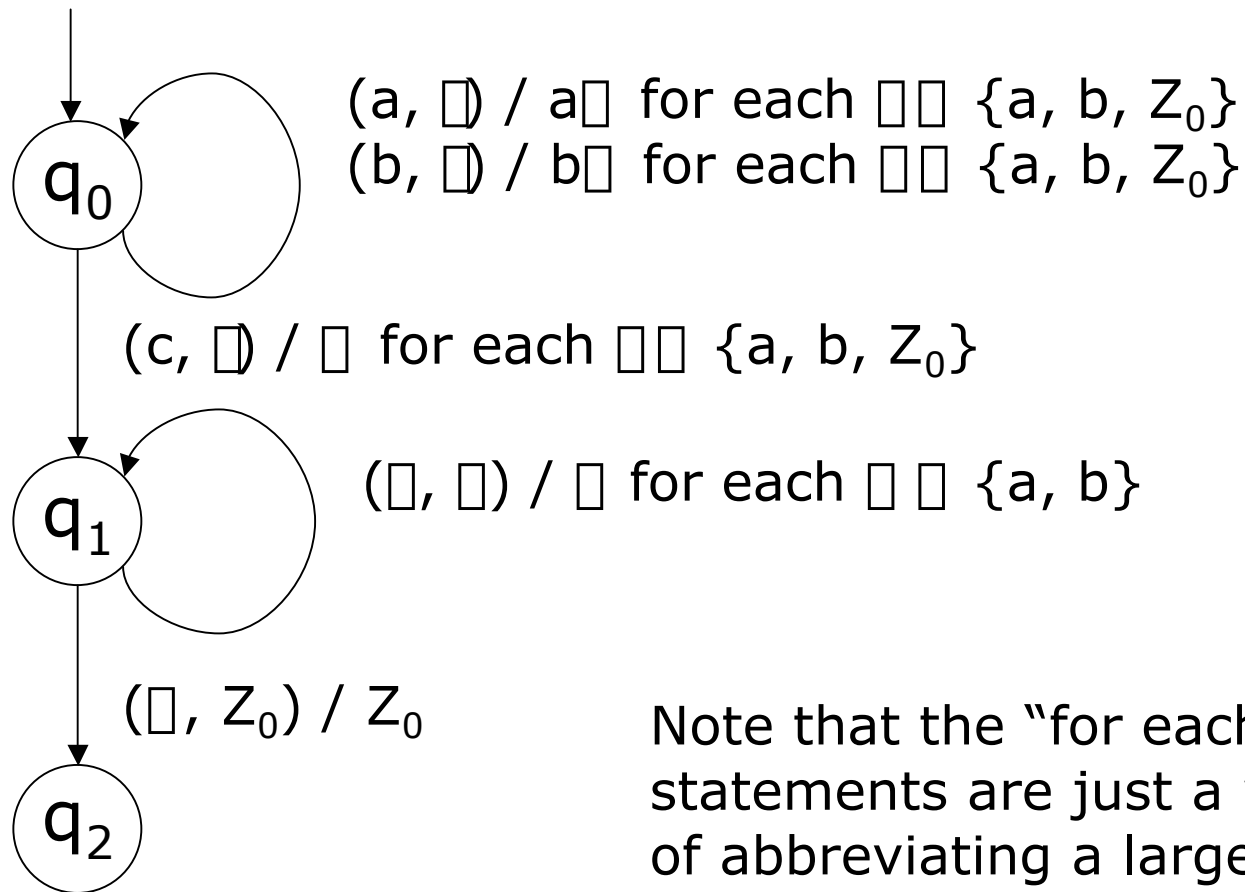 (a, ▯) / a▯ for each ▯▯ {a, b, Z₀}
(b, ▯) / b▯ for each ▯▯ {a, b, Z₀}
q₀
(c, ▯) / ▯ for each ▯▯ {a, b, Z₀}
(▯, ▯) / ▯ for each ▯ ▯ {a, b}
q₁
(▯, Z₀) / Z₀
Note that the “for each
statements are just a
of abbreviating a large
q₂